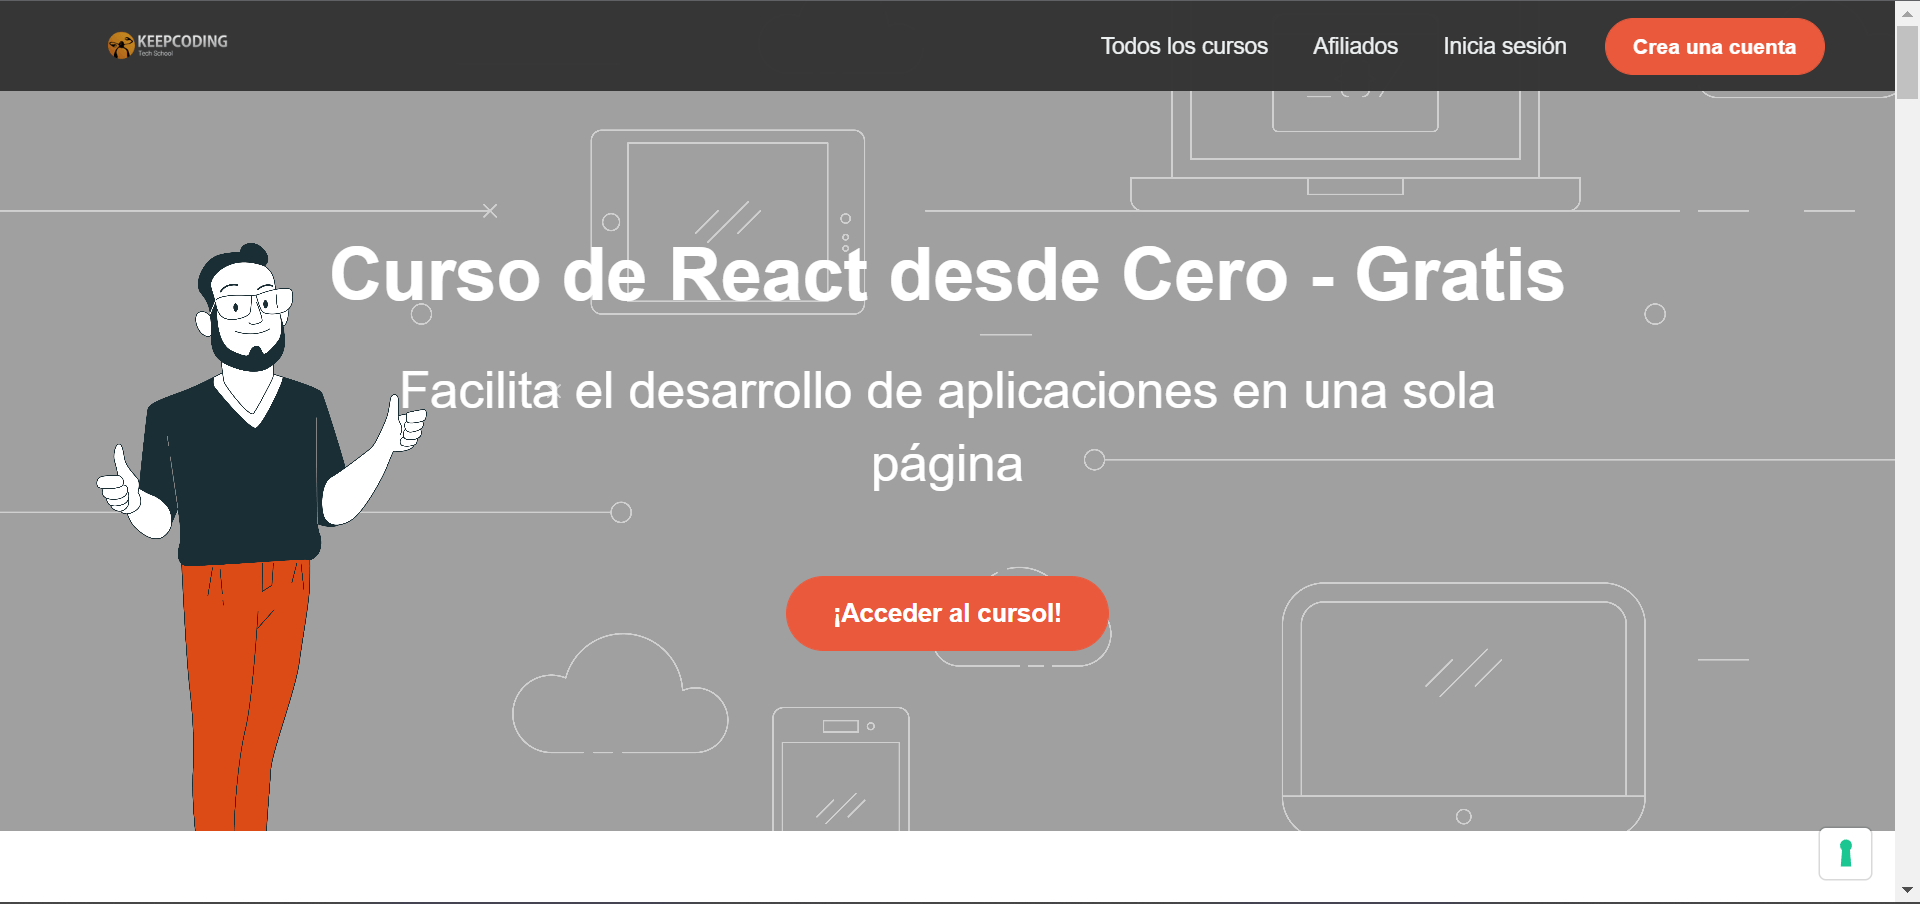 KEEPCODING
Tech School
Todos los cursos
Afiliados
Inicia sesión
Crea una cuenta
Curso de React desde Cero - Gratis
Facilita el desarrollo de aplicaciones en una sola
página
¡Acceder al cursol!